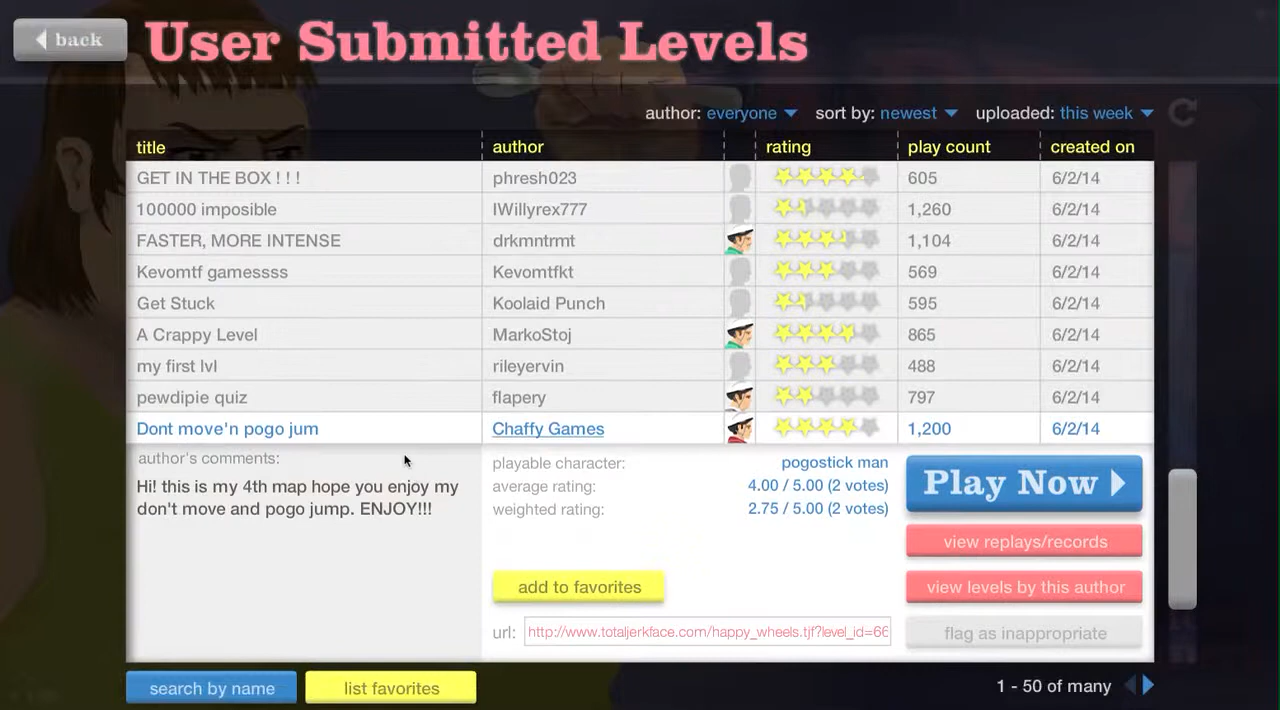 back
User Submitted Levels
author: everyone sort by: newest uploaded: this week
title author rating play count created on
GET IN THE BOX ! ! ! phresh023 605 6/2/14
100000 imposible IWillyrex777 1,260 6/2/14
FASTER, MORE INTENSE drkmntrmt 1,104 6/2/14
Kevomtf gamessss Kevomtfkt 569 6/2/14
Get Stuck Koolaid Punch 595 6/2/14
A Crappy Level MarkoStoj 865 6/2/14
my first lvl rileyervin 488 6/2/14
pewdipie quiz flapery 797 6/2/14
Dont move'n pogo jum Chaffy Games 1,200 6/2/14
author's comments:
Hi! this is my 4th map hope you enjoy my
don't move and pogo jump. ENJOY!!!
playable character: pogostick man
average rating: 4.00 / 5.00 (2 votes)
weighted rating: 2.75 / 5.00 (2 votes)
Play Now
view replays/records
add to favorites
view levels by this author
url: http://www.totaljerkface.com/happy_wheels.tjf?level_id=66
flag as inappropriate
search by name
list favorites
1 - 50 of many